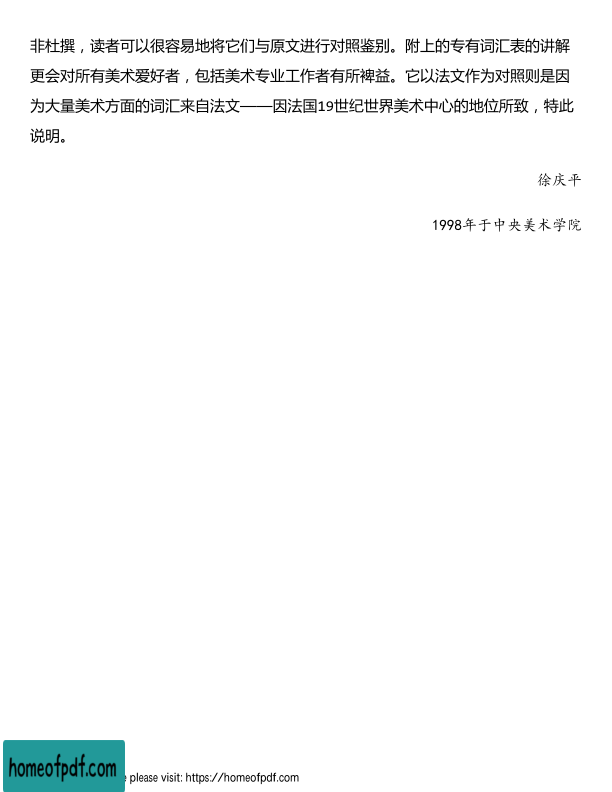 非杜撰，读者可以很容易地将它们与原文进行对照鉴别。附上的专有词汇表的讲解
更会对所有美术爱好者，包括美术专业工作者有所裨益。它以法文作为对照则是因
为大量美术方面的词汇来自法文——因法国19世纪世界美术中心的地位所致，特此
说明。
徐庆平
1998年于中央美术学院
homeofpdf.com
please visit: https://homeofpdf.com